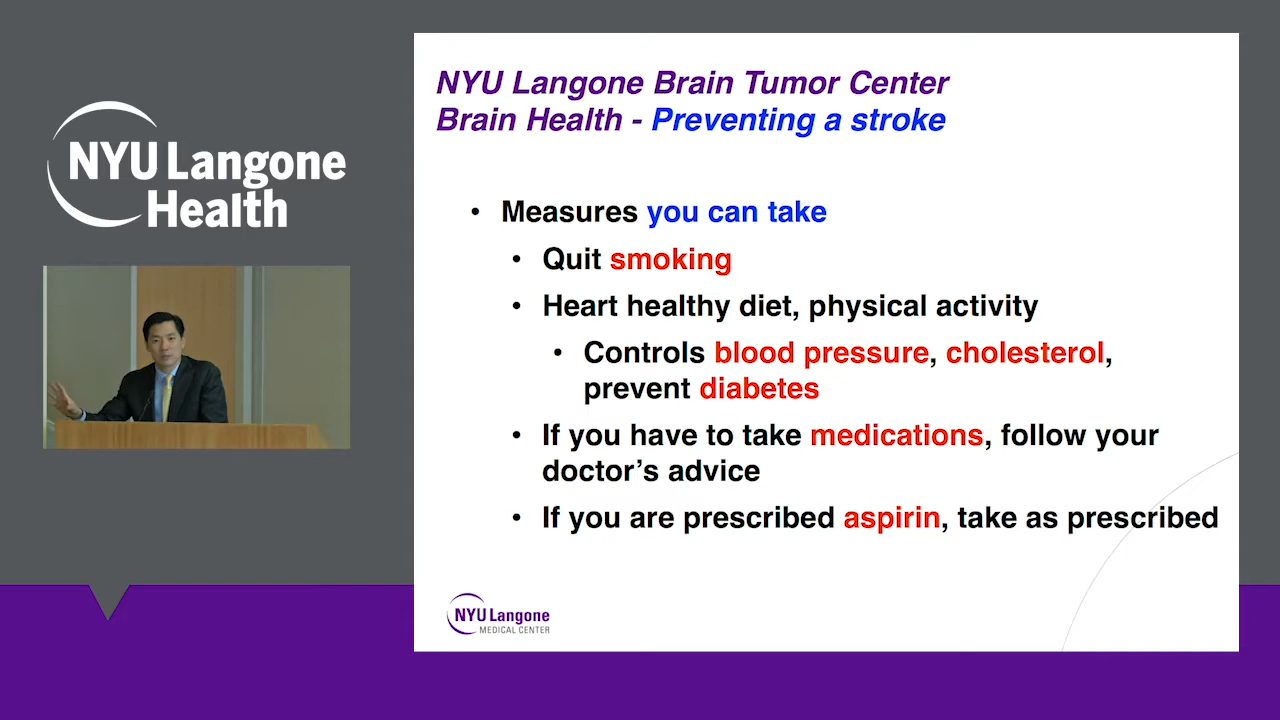 NYU Langone
Health
NYU Langone Brain Tumor Center
Brain Health - Preventing a stroke
• Measures you can take
• Quit smoking
• Heart healthy diet, physical activity
• Controls blood pressure, cholesterol,
prevent diabetes
• If you have to take medications, follow your
doctor’s advice
• If you are prescribed aspirin, take as prescribed
NYU Langone
MEDICAL CENTER